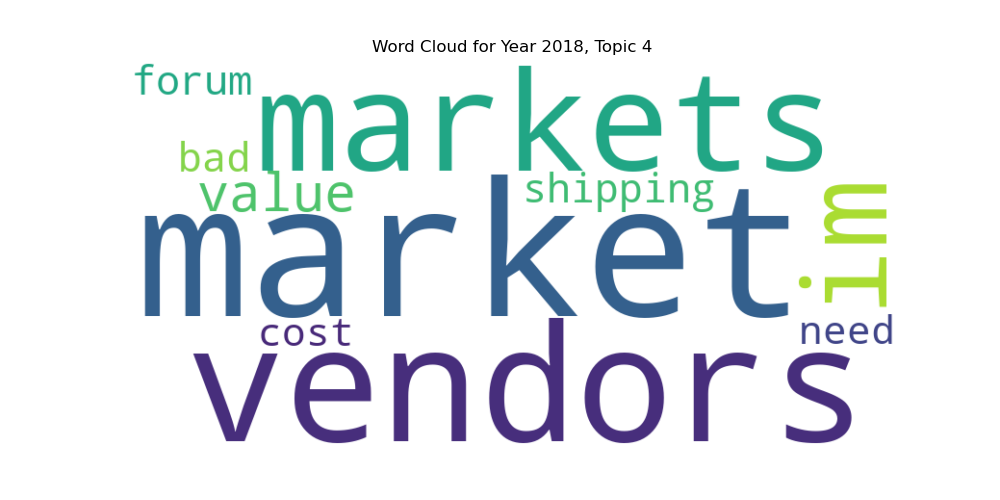 Word Cloud for Year 2018, Topic 4
forum
markets
bad
value
shipping
market
im
cost
need
vendors